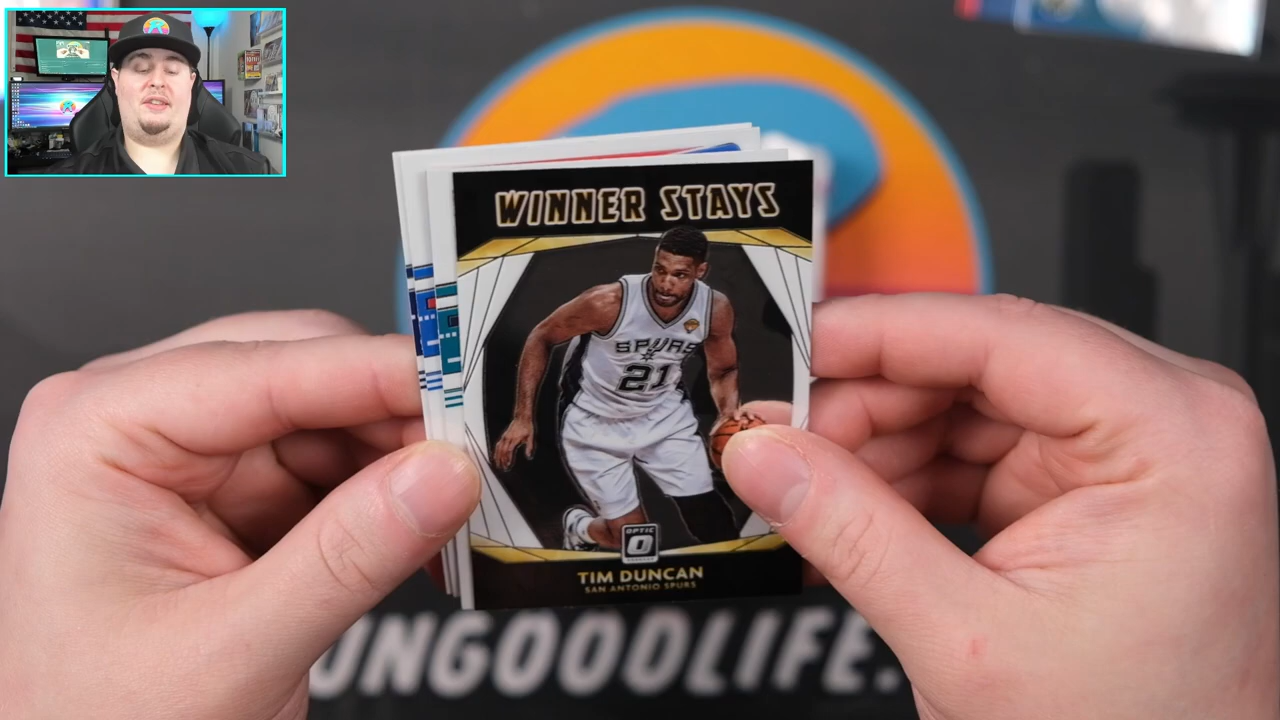 WINNER STAYS
SPURS
21
OPTIC
TIM DUNCAN
SAN ANTONIO SPURS
NGOODLIFE.